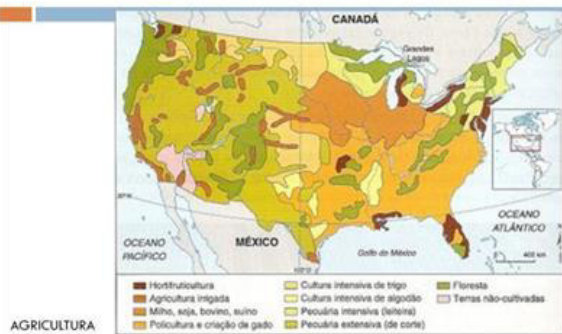 CANADÁ
Grandes
Lagos
30ºN
OCEANO
PACÍFICO
MÉXICO
Golfo do México
OCEANO
ATLÂNTICO
400 km
Hortifruticultura
Agricultura irrigada
Milho, soja, bovino, suíno
Policultura e criação de gado
Cultura intensiva de trigo
Cultura intensiva de algodão
Pecuária intensiva (leiteira)
Pecuária extensiva (de corte)
Floresta
Terras não-cultivadas
AGRICULTURA